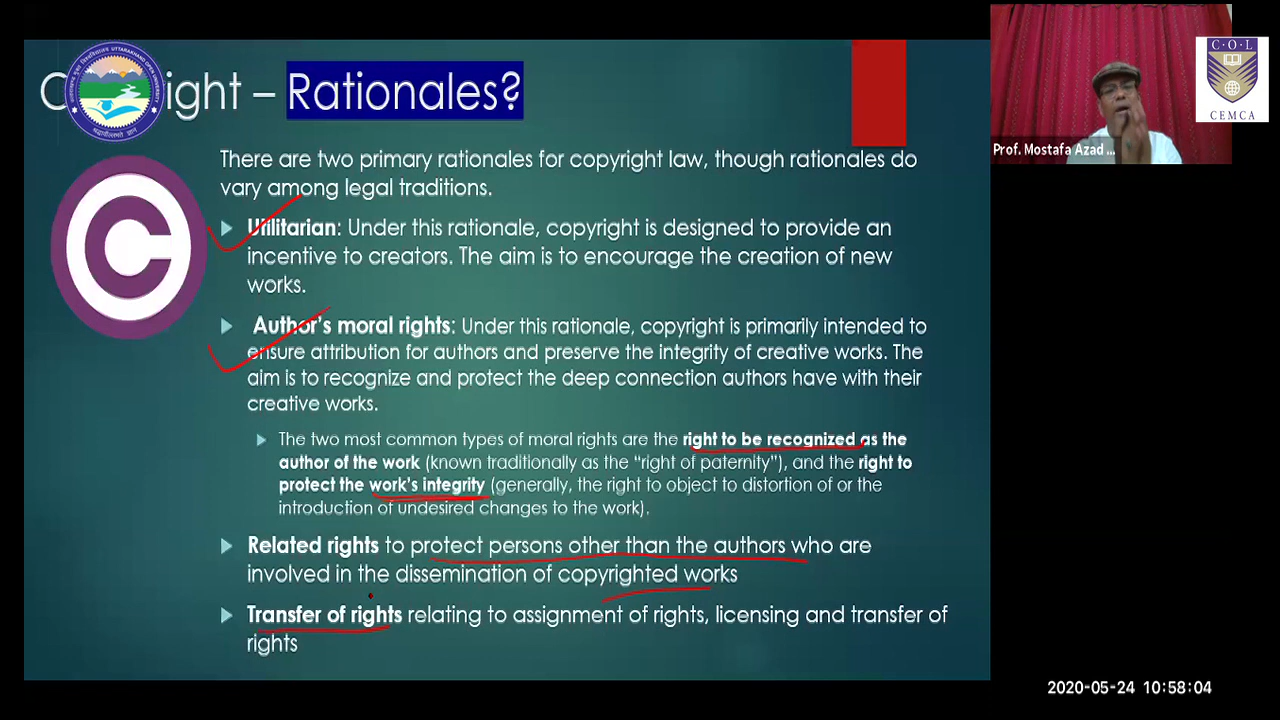 C ight – Rationales?
There are two primary rationales for copyright law, though rationales do
vary among legal traditions.
Utilitarian: Under this rationale, copyright is designed to provide an
incentive to creators. The aim is to encourage the creation of new
works.
Author's moral rights: Under this rationale, copyright is primarily intended to
ensure attribution for authors and preserve the integrity of creative works. The
aim is to recognize and protect the deep connection authors have with their
creative works.
The two most common types of moral rights are the right to be recognized as the
author of the work (known traditionally as the “right of paternity”), and the right to
protect the work's integrity (generally, the right to object to distortion of or the
introduction of undesired changes to the work).
Related rights to protect persons other than the authors who are
involved in the dissemination of copyrighted works
Transfer of rights relating to assignment of rights, licensing and transfer of
rights
Prof. Mostafa Azad ...
C·O·L
CEMCA
2020-05-24 10:58:04